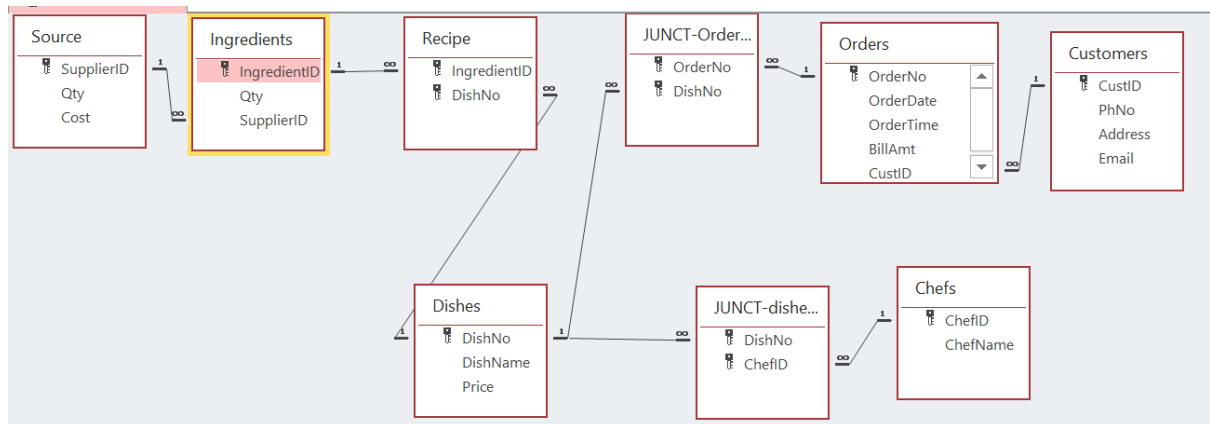 Source
SupplierID
Qty
Cost
Ingredients
IngredientID
Qty
SupplierID
Recipe
IngredientID
DishNo
JUNCT-Order...
OrderNo
DishNo
Orders
OrderNo
OrderDate
OrderTime
BillAmt
CustID
Customers
CustID
PhNo
Address
Email
1
∞
1
∞
∞
∞
∞
1
1
∞
Dishes
DishNo
DishName
Price
JUNCT-dishe...
DishNo
ChefID
Chefs
ChefID
ChefName
1
1
∞
∞
1